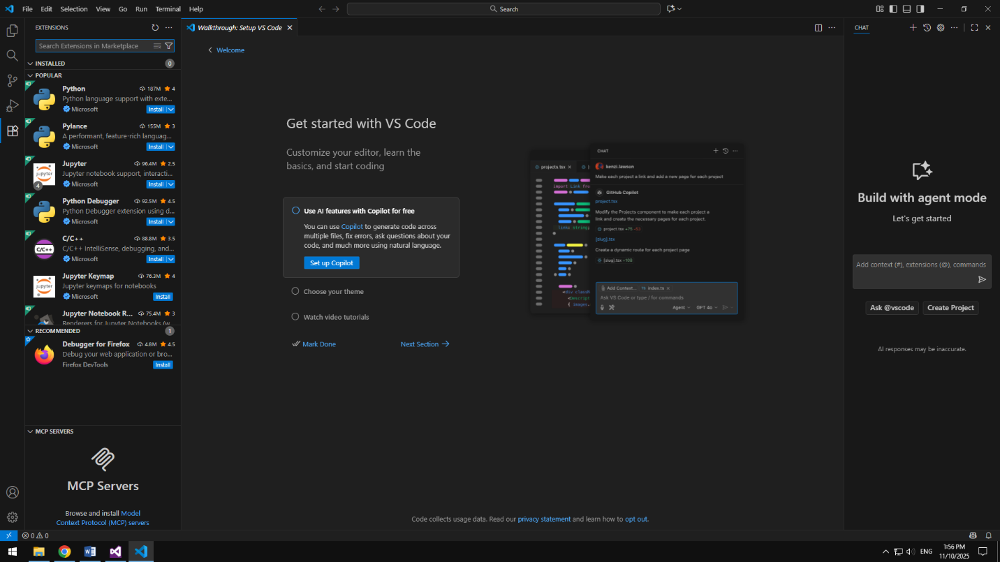 File Edit Selection View Go Run Terminal Help
Search
EXTENSIONS
Search Extensions in Marketplace
INSTALLED 0
POPULAR
Python 187M 4
Python language support with exte...
Microsoft Install
Pylance 155M 3
A performant, feature-rich languag...
Microsoft Install
Jupyter 96.4M 2.5
Jupyter notebook support, interacti...
Microsoft Install
4
Python Debugger 92.5M 4.5
Python Debugger extension using d...
Microsoft Install
C/C++ 88.8M 3.5
C/C++ IntelliSense, debugging, and...
Microsoft Install
Jupyter Keymap 76.3M 4
Jupyter keymaps for notebooks
Microsoft Install
Jupyter Notebook R... 75.4M 3
Renderers for Jupyter Notebooks (w...
RECOMMENDED 1
Debugger for Firefox 4.8M 4.5
Debug your web application or bro...
Firefox DevTools Install
MCP SERVERS
MCP Servers
Browse and install Model
Context Protocol (MCP) servers
Walkthrough: Setup VS Code
Welcome
Get started with VS Code
Customize your editor, learn the
basics, and start coding
Use AI features with Copilot for free
You can use Copilot to generate code across
multiple files, fix errors, ask questions about your
code, and much more using natural language.
Set up Copilot
Choose your theme
Watch video tutorials
Mark Done Next Section
projects.tsx
import Link from
link: string;
<div classN
<Descript
{ images.
CHAT
kenzi.lawson
Make each project a link and add a new page for each project
GitHub Copilot
project.tsx
Modify the Projects component to make each project a
link and create the necessary pages for each project.
project.tsx +75 -53
[slug].tsx
Create a dynamic route for each project page
[slug].tsx +108
Add Context... TS index.ts
Ask VS Code or type / for commands
Agent GPT 4o
Code collects usage data. Read our privacy statement and learn how to opt out.
CHAT
Build with agent mode
Let's get started
Add context (#), extensions (@), commands
Ask @vscode Create Project
AI responses may be inaccurate.
0 0
ENG
1:56 PM
11/10/2025